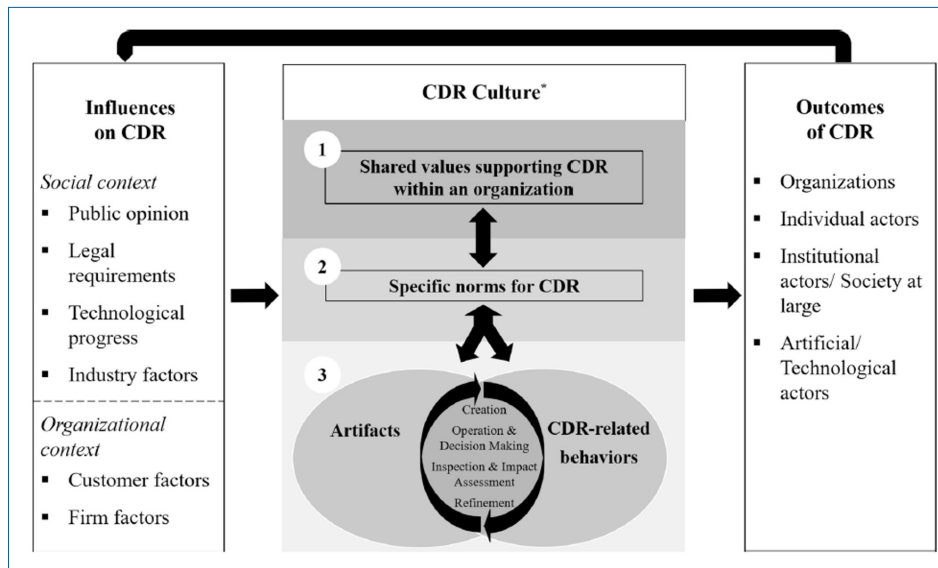 Influences
on CDR
Social context
▪ Public opinion
▪ Legal
requirements
▪ Technological
progress
▪ Industry factors
Organizational
context
▪ Customer factors
▪ Firm factors
CDR Culture*
1
Shared values supporting CDR
within an organization
2
Specific norms for CDR
3
Artifacts
Creation
Operation &
Decision Making
Inspection & Impact
Assessment
Refinement
CDR-related
behaviors
Outcomes
of CDR
▪ Organizations
▪ Individual actors
▪ Institutional
actors/ Society at
large
▪ Artificial/
Technological
actors